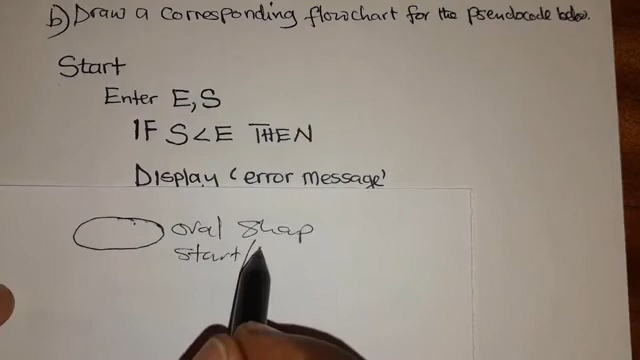 b) Draw a corresponding flowchart for the pseudocode below.
Start
Enter E,S
IF S<E THEN
Display 'error message'
oval shap
start/